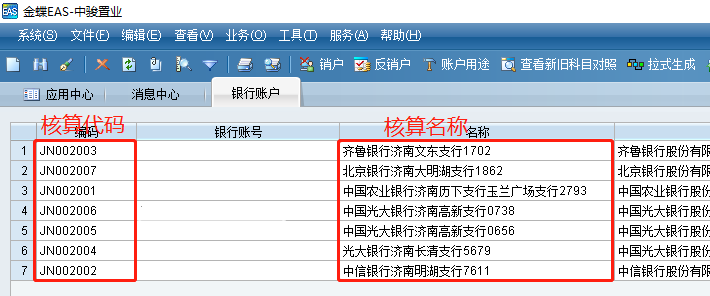 EAS 金蝶EAS-中骏置业
系统(S) 文件(F) 编辑(E) 查看(V) 业务(O) 工具(T) 服务(A) 帮助(H)
销户 反销户 账户用途 查看新旧科目对照 拉式生成
应用中心 消息中心 银行账户
核算代码 核算名称
编码 银行账号 名称
1 JN002003 齐鲁银行济南文东支行1702 齐鲁银行股份有限
2 JN002007 北京银行济南大明湖支行1862 北京银行股份有限
3 JN002001 中国农业银行济南历下支行玉兰广场支行2793 中国农业银行股份
4 JN002006 中国光大银行济南高新支行0738 中国光大银行股份
5 JN002005 中国光大银行济南高新支行0656 中国光大银行股份
6 JN002004 光大银行济南长清支行5679 中国光大银行股份
7 JN002002 中信银行济南明湖支行7611 中信银行股份有限